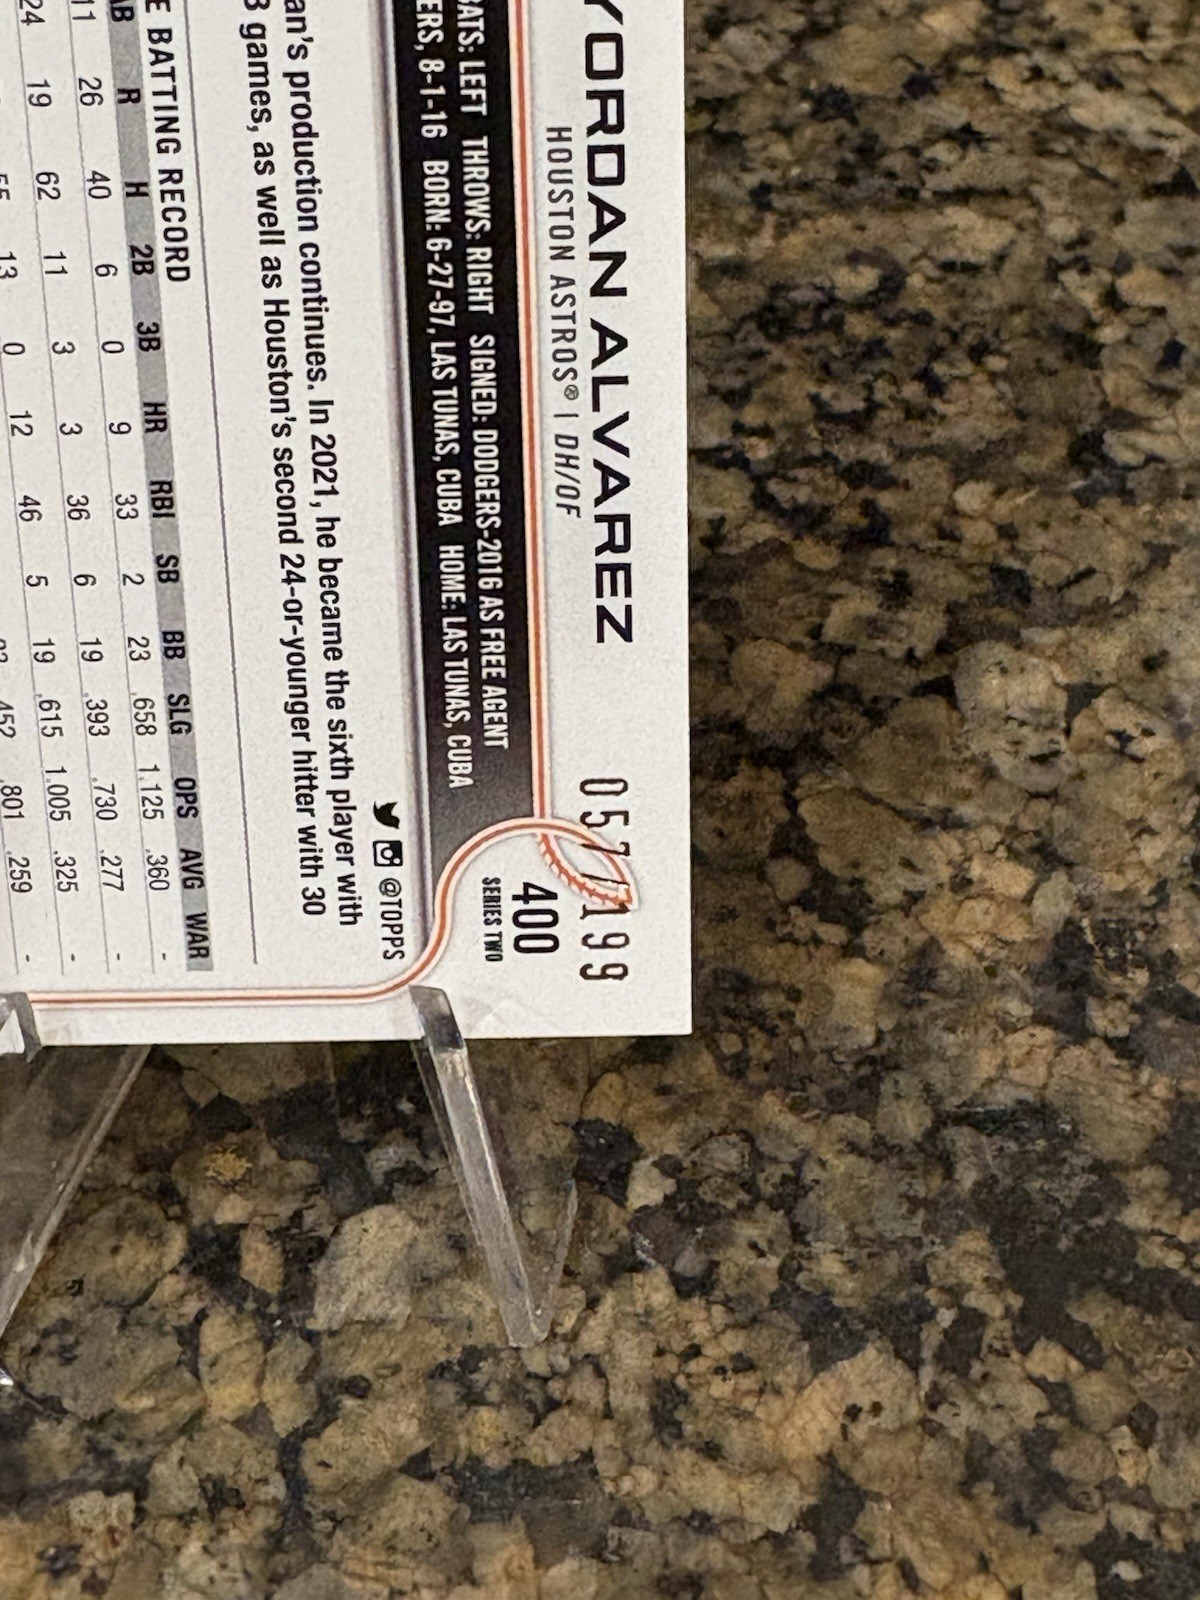 YORDAN ALVAREZ
057/199
HOUSTON ASTROS® | DH/OF
400
SERIES TWO
BATS: LEFT THROWS: RIGHT SIGNED: DODGERS-2016 AS FREE AGENT
8-1-16 BORN: 6-27-97, LAS TUNAS, CUBA HOME: LAS TUNAS, CUBA
@TOPPS
production continues. In 2021, he became the sixth player with
games, as well as Houston's second 24-or-younger hitter with 30
BATTING RECORD
AB R H 2B 3B HR RBI SB BB SLG OPS AVG WAR
11 26 40 6 0 9 33 2 23 .658 1.125 .360 -
24 19 62 11 3 3 36 6 19 .393 .730 .277 -
13 0 12 46 5 19 .615 1.005 .325 -
.801 .259 -